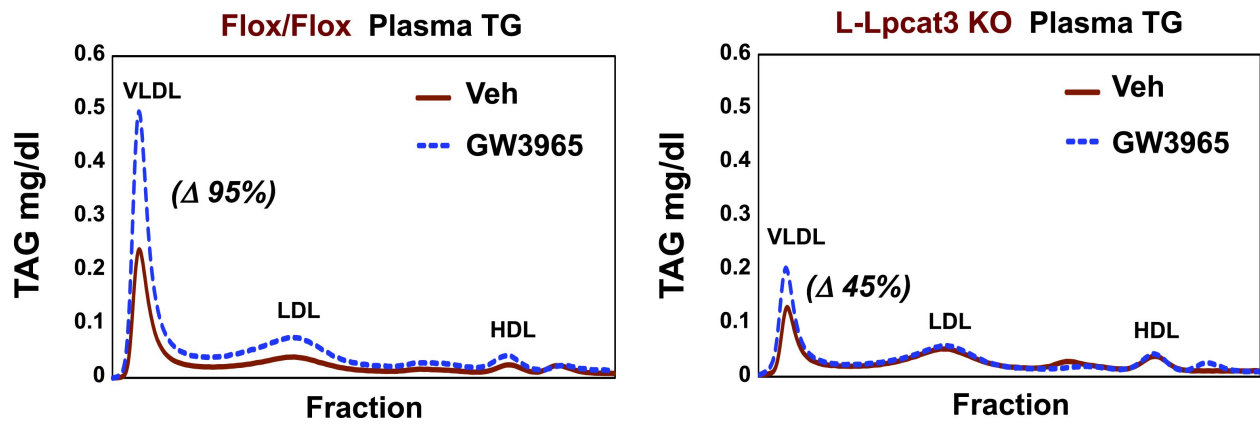 Flox/Flox Plasma TG
0.6
0.5
0.4
0.3
0.2
0.1
0
TAG mg/dl
VLDL
(Δ 95%)
LDL
HDL
Veh
GW3965
Fraction
L-Lpcat3 KO Plasma TG
0.6
0.5
0.4
0.3
0.2
0.1
0
TAG mg/dl
VLDL
(Δ 45%)
LDL
HDL
Veh
GW3965
Fraction